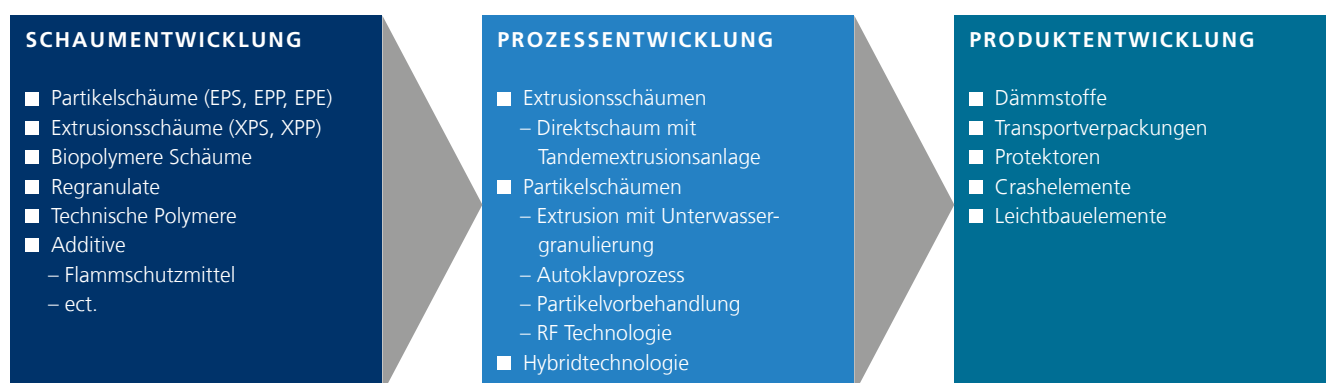 SCHAUMENTWICKLUNG
Partikelschäume (EPS, EPP, EPE)
Extrusionsschäume (XPS, XPP)
Biopolymere Schäume
Regranulate
Technische Polymere
Additive
– Flammschutzmittel
– ect.
PROZESSENTWICKLUNG
Extrusionsschäumen
– Direktschaum mit
Tandemextrusionsanlage
Partikelschäumen
– Extrusion mit Unterwasser-
granulierung
– Autoklavprozess
– Partikelvorbehandlung
– RF Technologie
Hybridtechnologie
PRODUKTENTWICKLUNG
Dämmstoffe
Transportverpackungen
Protektoren
Crashelemente
Leichtbauelemente